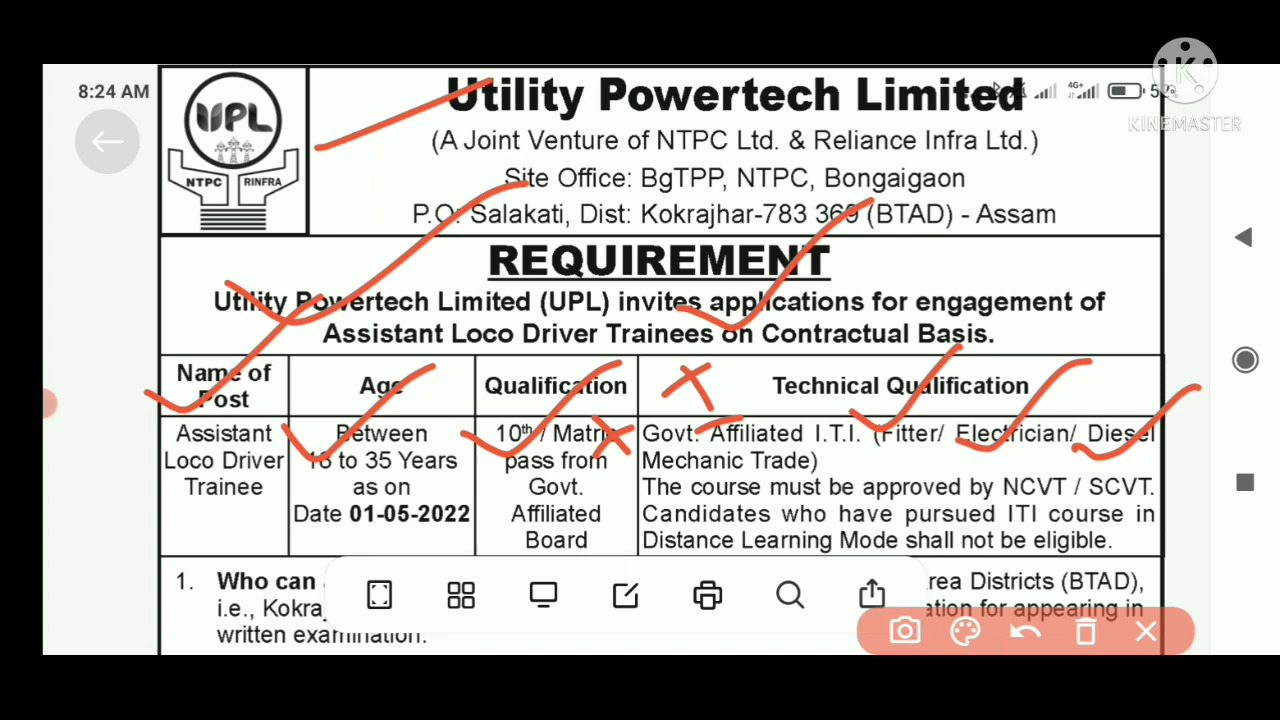 8:24 AM
4G+
KINEMASTER
UPL
NTPC RINFRA
Utility Powertech Limited
(A Joint Venture of NTPC Ltd. & Reliance Infra Ltd.)
Site Office: BgTPP, NTPC, Bongaigaon
P.O: Salakati, Dist: Kokrajhar-783 369 (BTAD) - Assam
REQUIREMENT
Utility Powertech Limited (UPL) invites applications for engagement of
Assistant Loco Driver Trainees on Contractual Basis.
Name of
Post
Age
Qualification
Technical Qualification
Assistant
Loco Driver
Trainee
Between
18 to 35 Years
as on
Date 01-05-2022
10th / Matric
pass from
Govt.
Affiliated
Board
Govt. Affiliated I.T.I. (Fitter/ Electrician/ Diesel
Mechanic Trade)
The course must be approved by NCVT / SCVT.
Candidates who have pursued ITI course in
Distance Learning Mode shall not be eligible.
1. Who can Districts (BTAD),
i.e., for appearing in
written examination.